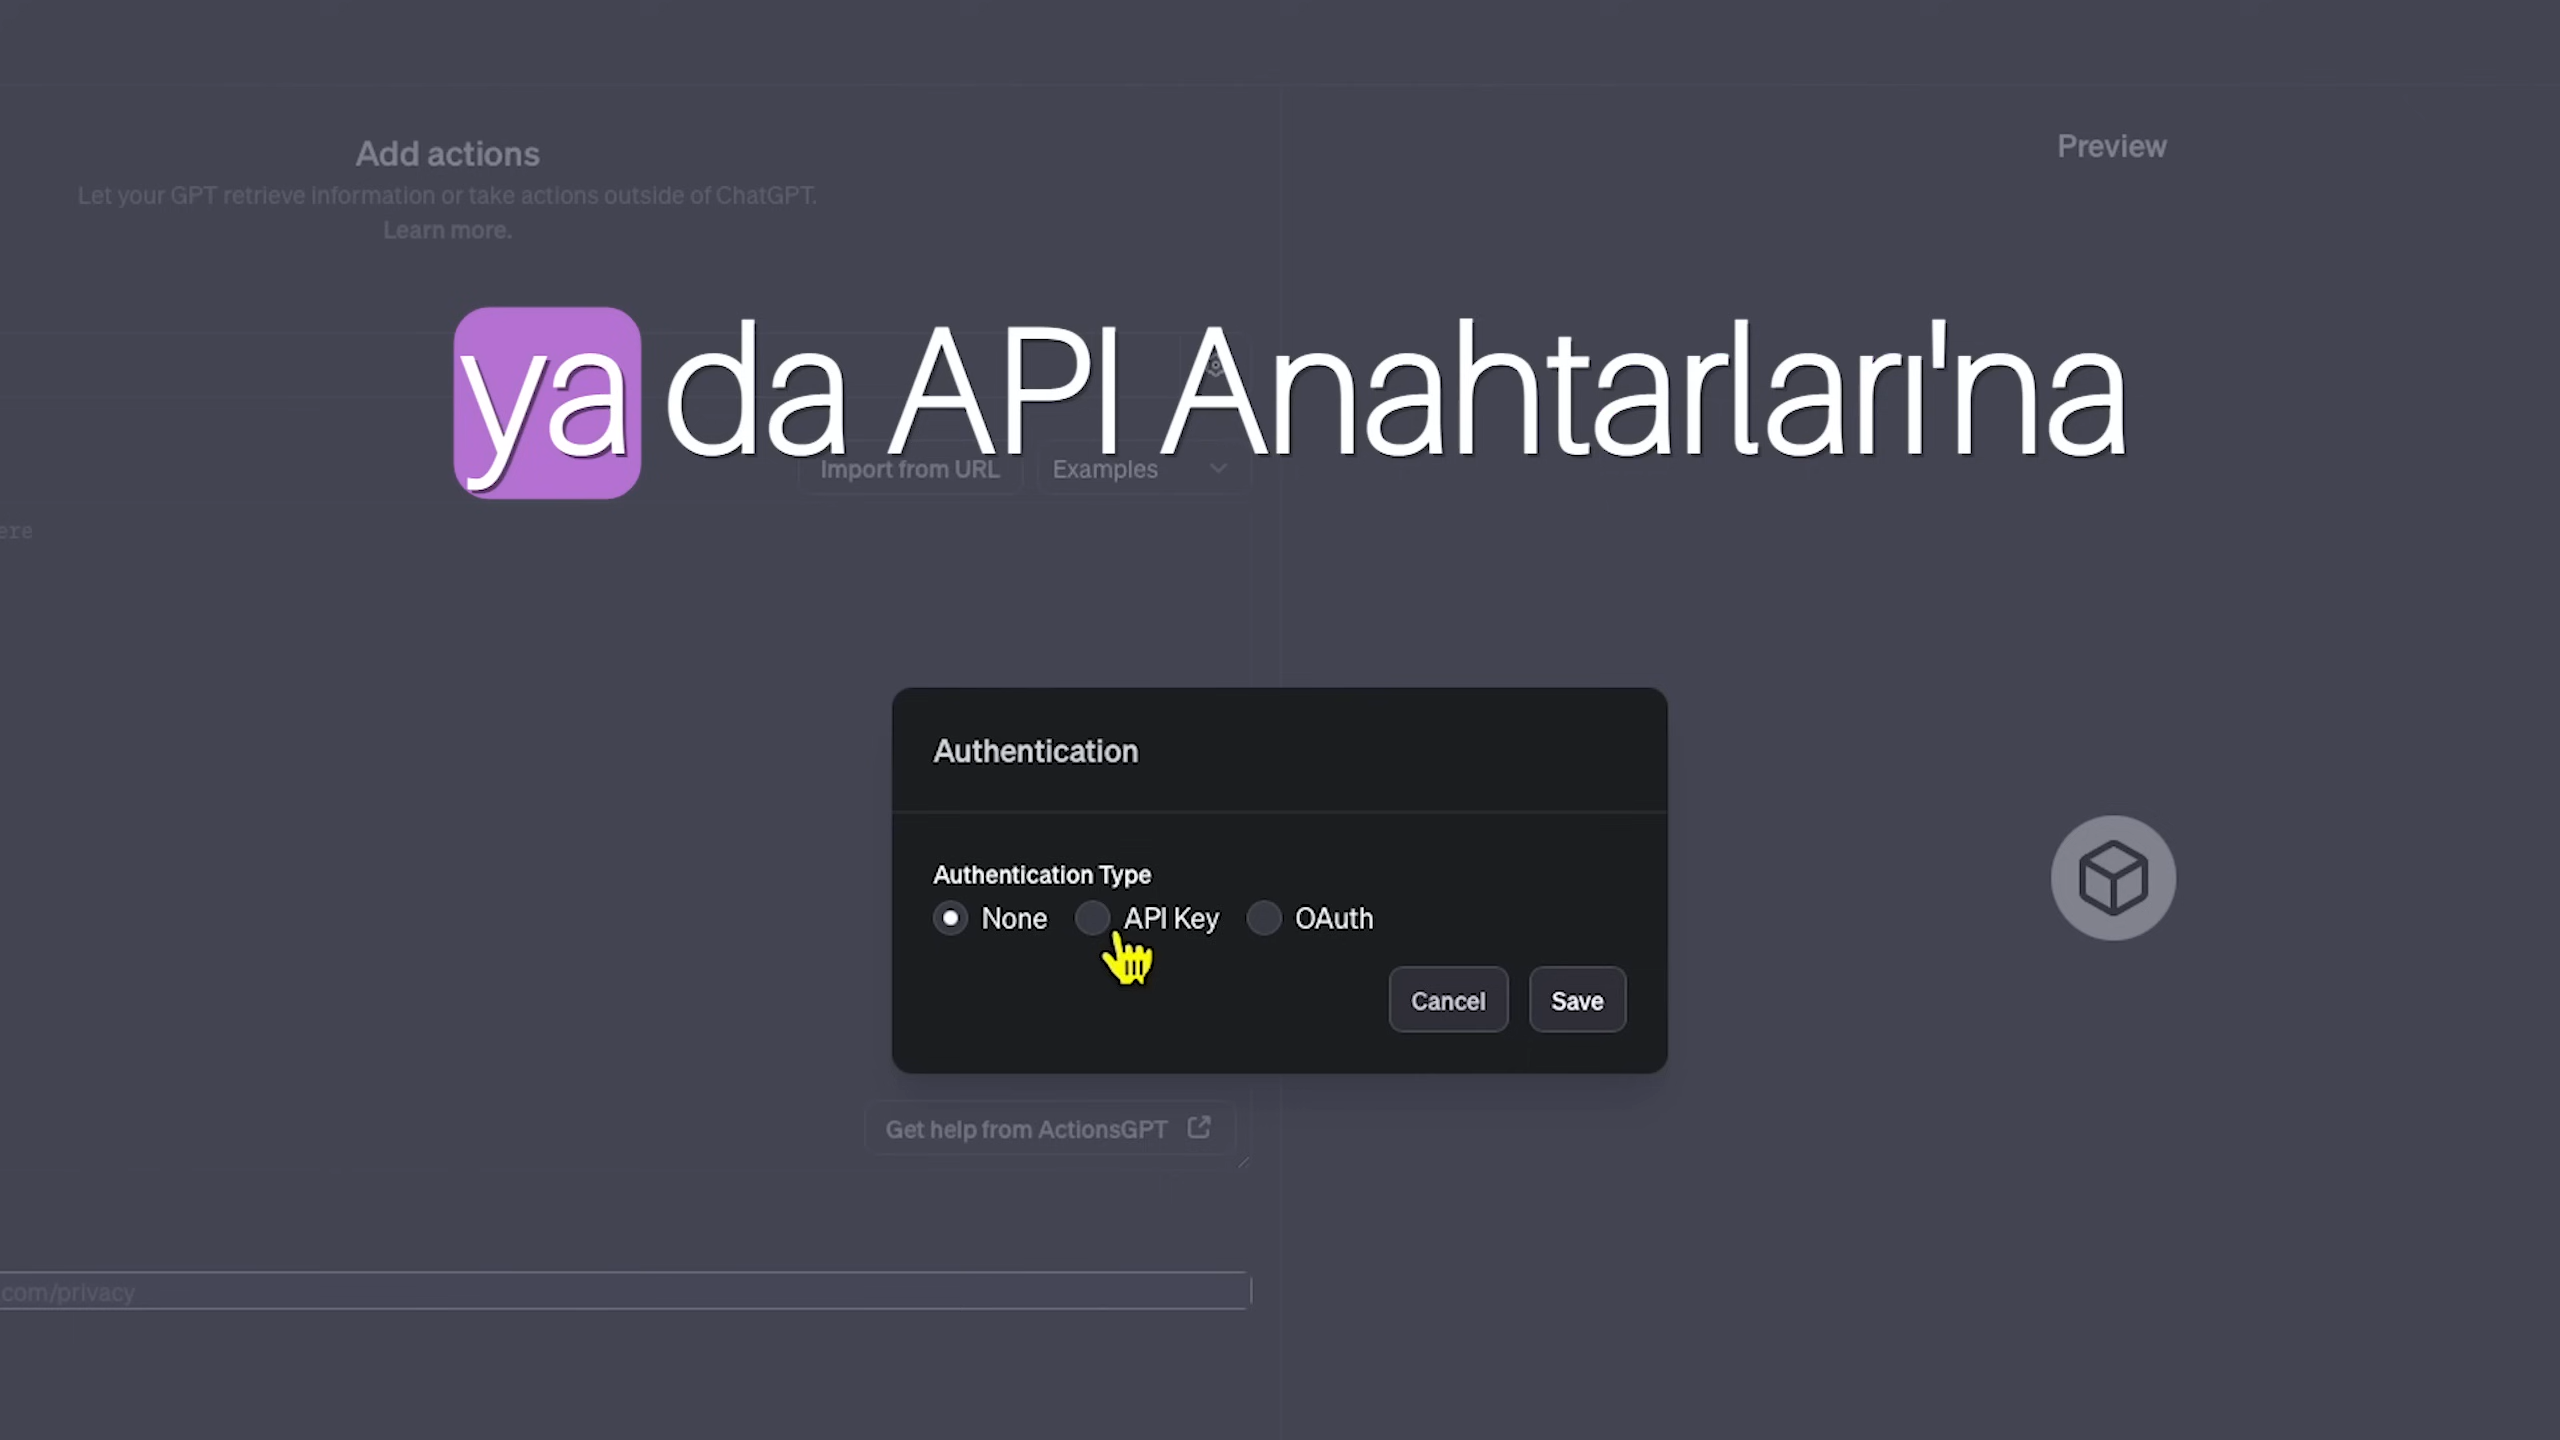 Add actions
Let your GPT retrieve information or take actions outside of ChatGPT.
Learn more.
Preview
ya da API Anahtarları'na
Import from URL
Examples
ere
Authentication
Authentication Type
None
API Key
OAuth
Cancel
Save
Get help from ActionsGPT
com/privacy